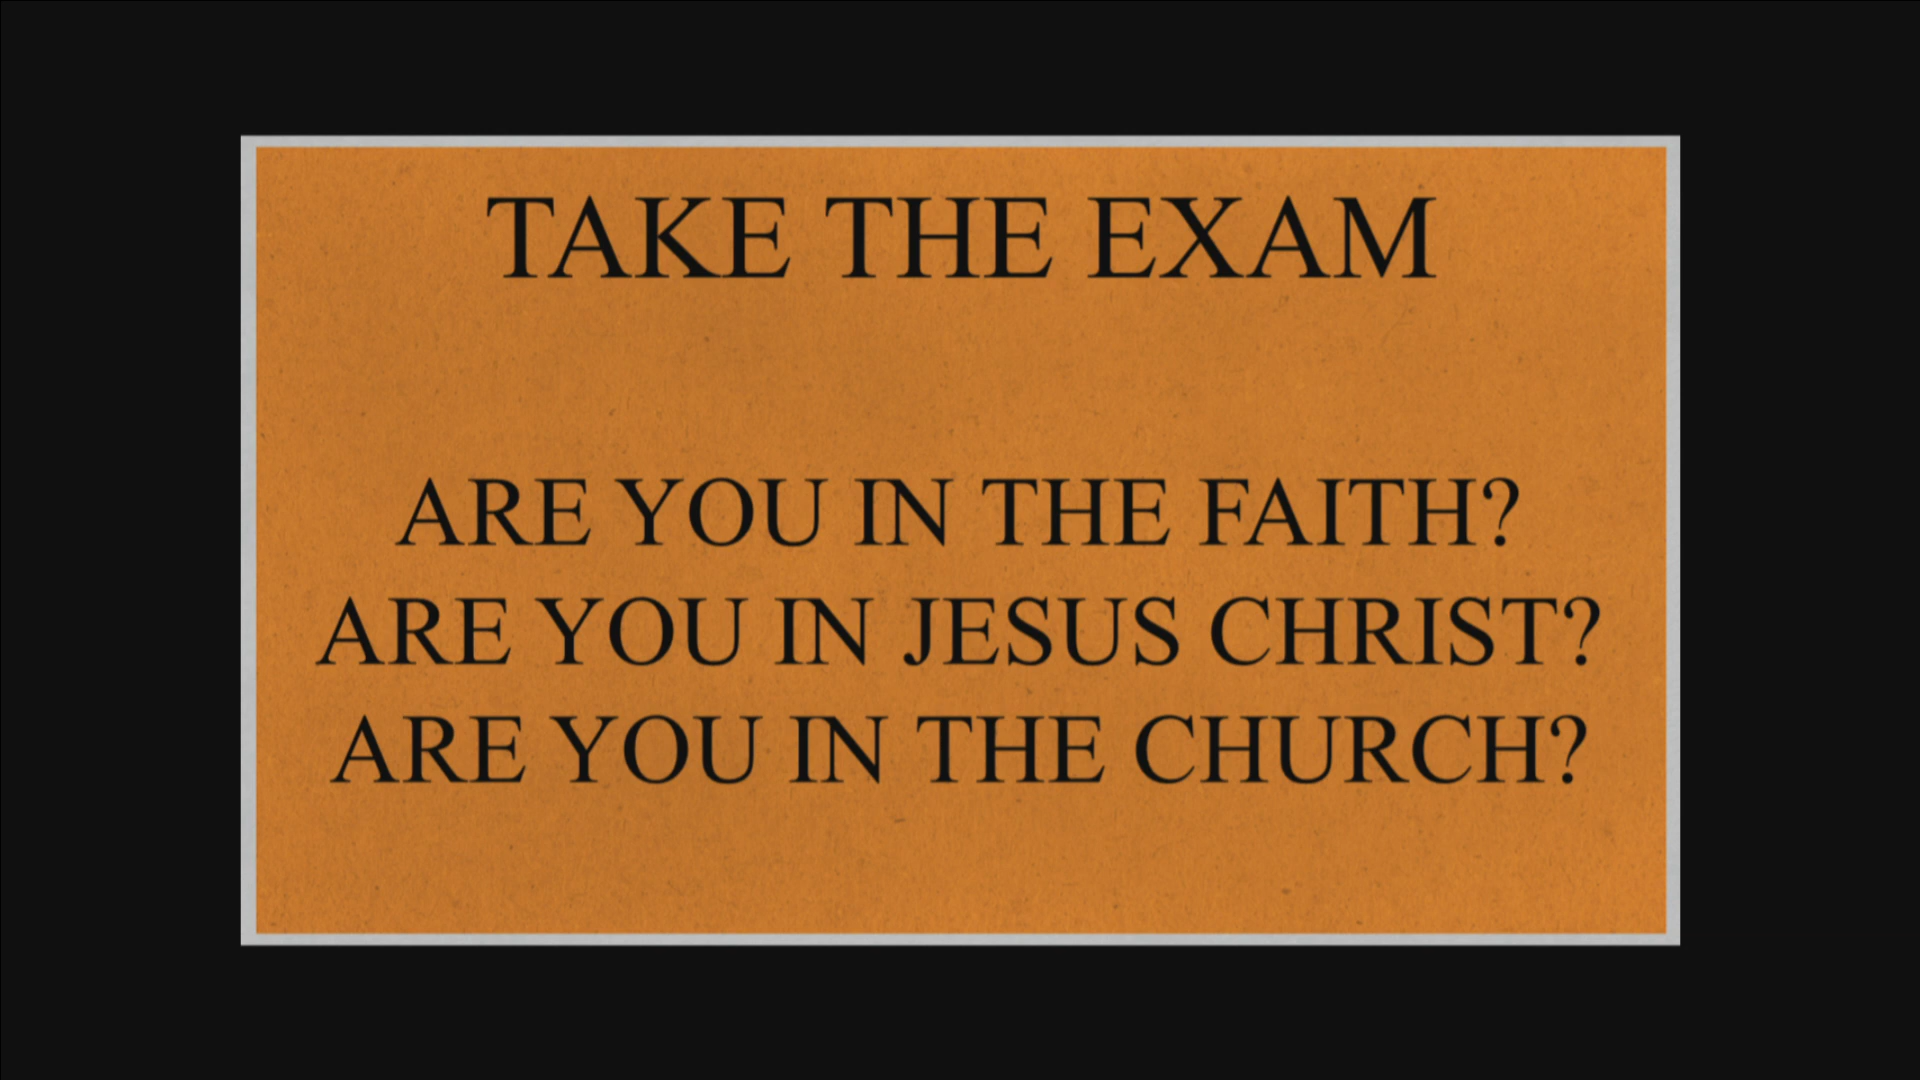 TAKE THE EXAM
ARE YOU IN THE FAITH?
ARE YOU IN JESUS CHRIST?
ARE YOU IN THE CHURCH?